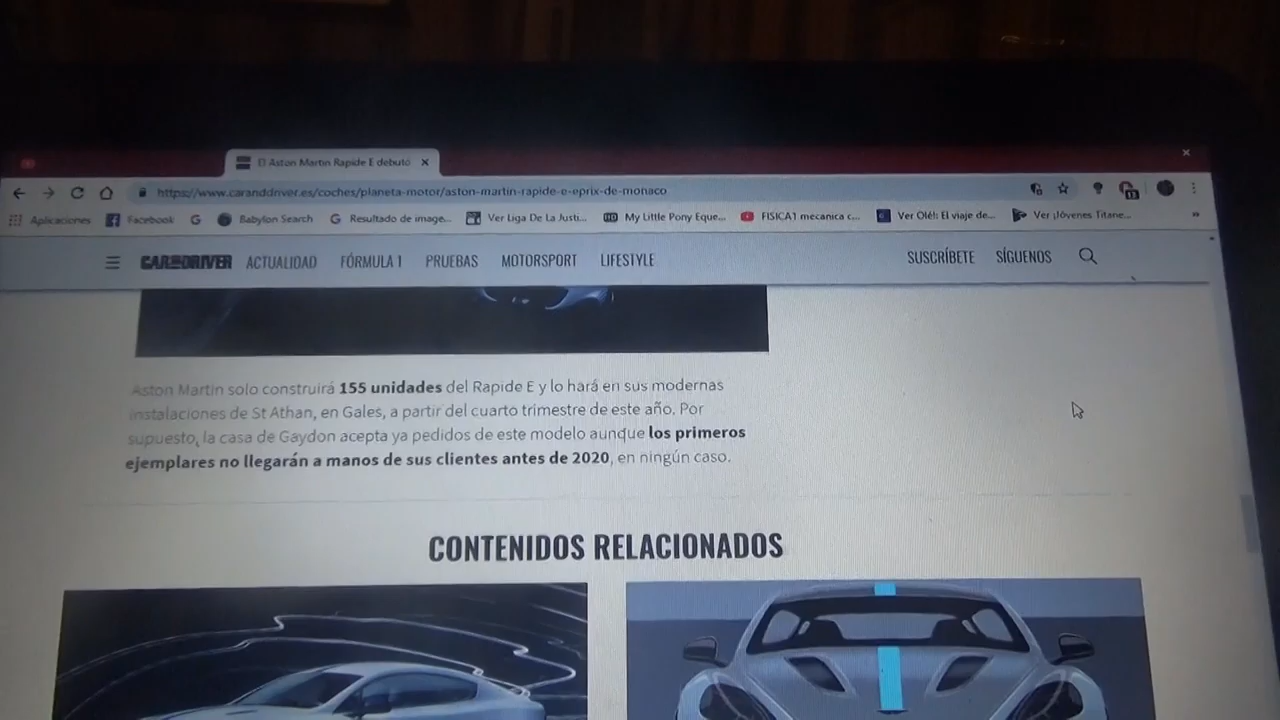 El Aston Martin Rapide E debutó
https://www.caranddriver.es/coches/planeta-motor/aston-martin-rapide-e-eprix-de-monaco
13
Aplicaciones Facebook Babylon Search Resultado de image... Ver Liga De La Justi... My Little Pony Eque... FISICA1 mecanica c... Ver Olé!: El viaje de... Ver ¡Jóvenes Titane... »
CAR AND DRIVER ACTUALIDAD FÓRMULA 1 PRUEBAS MOTORSPORT LIFESTYLE SUSCRÍBETE SÍGUENOS
Aston Martin solo construirá 155 unidades del Rapide E y lo hará en sus modernas
instalaciones de St Athan, en Gales, a partir del cuarto trimestre de este año. Por
supuesto, la casa de Gaydon acepta ya pedidos de este modelo aunque los primeros
ejemplares no llegarán a manos de sus clientes antes de 2020, en ningún caso.
CONTENIDOS RELACIONADOS